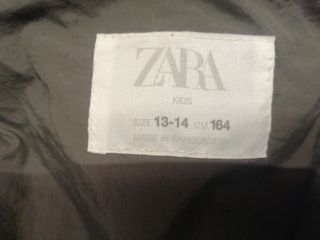 ZARA
KIDS
SIZE 13-14 CM 164
MADE IN BANGLADESH